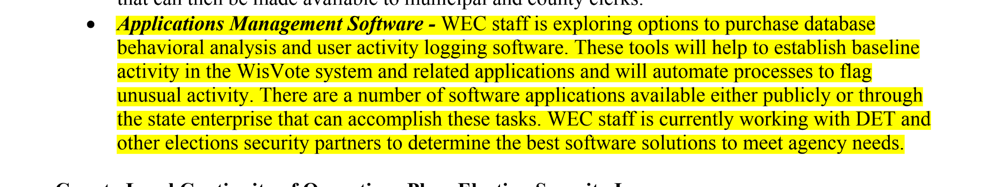 that can then be made available to municipal and county clerks.
• Applications Management Software - WEC staff is exploring options to purchase database
behavioral analysis and user activity logging software. These tools will help to establish baseline
activity in the WisVote system and related applications and will automate processes to flag
unusual activity. There are a number of software applications available either publicly or through
the state enterprise that can accomplish these tasks. WEC staff is currently working with DET and
other elections security partners to determine the best software solutions to meet agency needs.